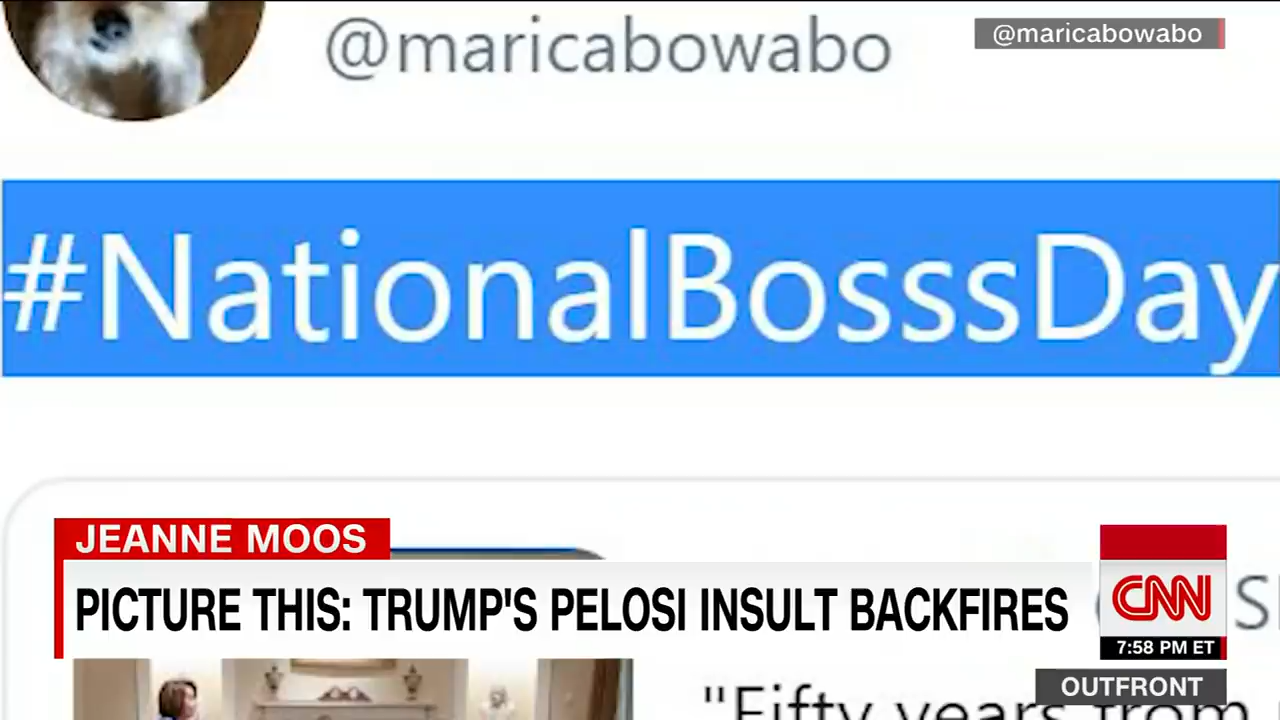 @maricabowabo
@maricabowabo
#NationalBosssDay
JEANNE MOOS
PICTURE THIS: TRUMP'S PELOSI INSULT BACKFIRES
CNN
S
7:58 PM ET
OUTFRONT
"Fifty years from